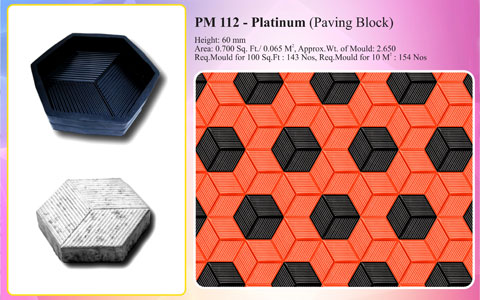 PM 112 - Platinum (Paving Block)
Height: 60 mm
Area: 0.700 Sq. Ft./ 0.065 M², Approx.Wt. of Mould: 2.650
Req.Mould for 100 Sq.Ft : 143 Nos, Req.Mould for 10 M² : 154 Nos